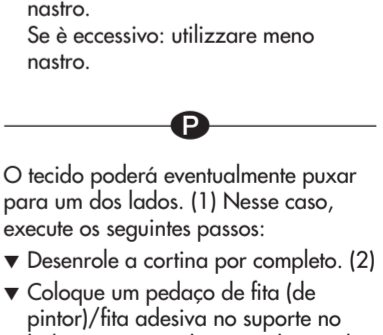 nastro.
Se è eccessivo: utilizzare meno
nastro.
P
O tecido poderá eventualmente puxar
para um dos lados. (1) Nesse caso,
execute os seguintes passos:
▼ Desenrole a cortina por completo. (2)
▼ Coloque um pedaço de fita (de
pintor)/fita adesiva no suporte no